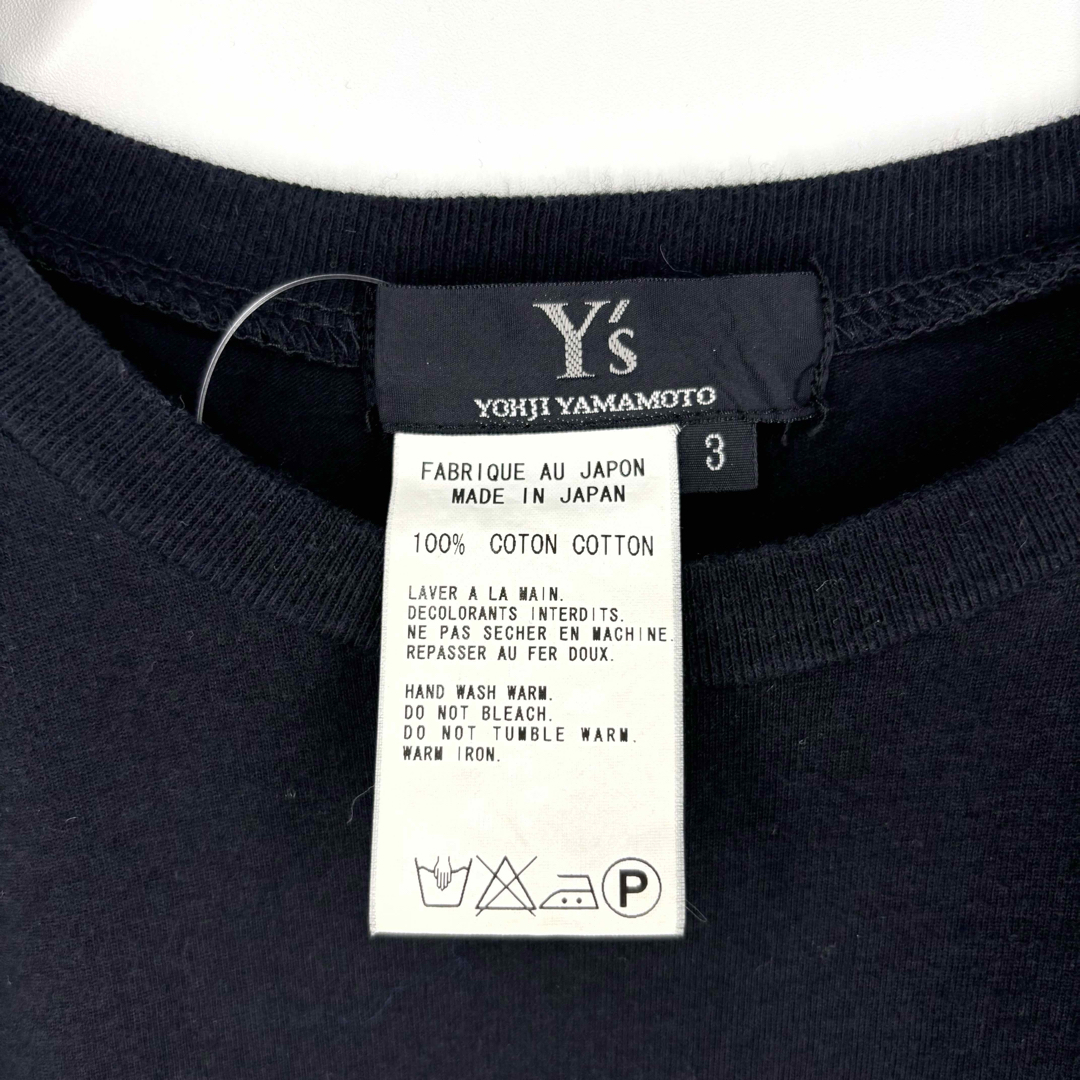 Y's
YOHJI YAMAMOTO
3
FABRIQUE AU JAPON
MADE IN JAPAN
100% COTON COTTON
LAVER A LA MAIN.
DECOLORANTS INTERDITS.
NE PAS SECHER EN MACHINE.
REPASSER AU FER DOUX.
HAND WASH WARM.
DO NOT BLEACH.
DO NOT TUMBLE WARM.
WARM IRON.
P